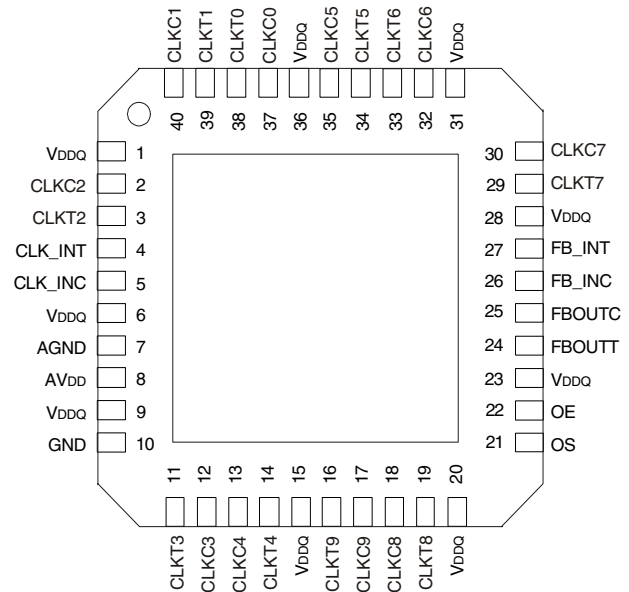 CLKC1 CLKT1 CLKT0 CLKC0 VDDQ CLKC5 CLKT5 CLKT6 CLKC6 VDDQ
40 39 38 37 36 35 34 33 32 31
VDDQ 1
CLKC2 2
CLKT2 3
CLK_INT 4
CLK_INC 5
VDDQ 6
AGND 7
AVDD 8
VDDQ 9
GND 10
30 CLKC7
29 CLKT7
28 VDDQ
27 FB_INT
26 FB_INC
25 FBOUTC
24 FBOUTT
23 VDDQ
22 OE
21 OS
11 12 13 14 15 16 17 18 19 20
CLKT3 CLKC3 CLKC4 CLKT4 VDDQ CLKT9 CLKC9 CLKC8 CLKT8 VDDQ